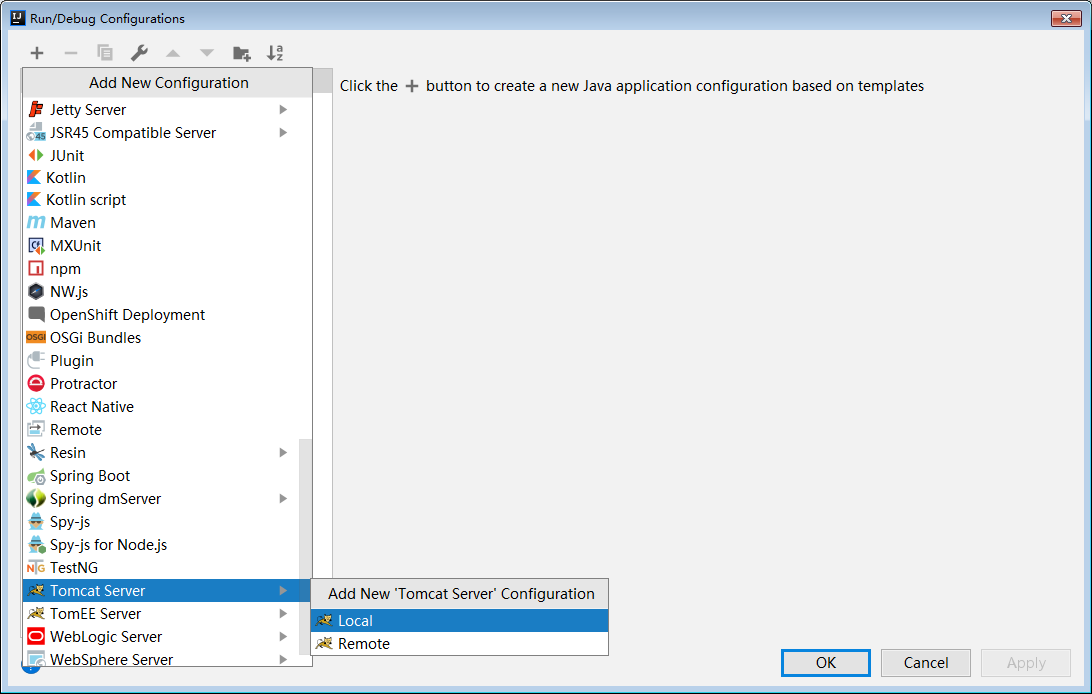 Run/Debug Configurations
Add New Configuration
Click the + button to create a new Java application configuration based on templates
Jetty Server
JSR45 Compatible Server
JUnit
Kotlin
Kotlin script
Maven
MXUnit
npm
NW.js
OpenShift Deployment
OSGi Bundles
Plugin
Protractor
React Native
Remote
Resin
Spring Boot
Spring dmServer
Spy-js
Spy-js for Node.js
TestNG
Tomcat Server
Add New 'Tomcat Server' Configuration
TomEE Server
Local
WebLogic Server
Remote
WebSphere Server
OK
Cancel
Apply